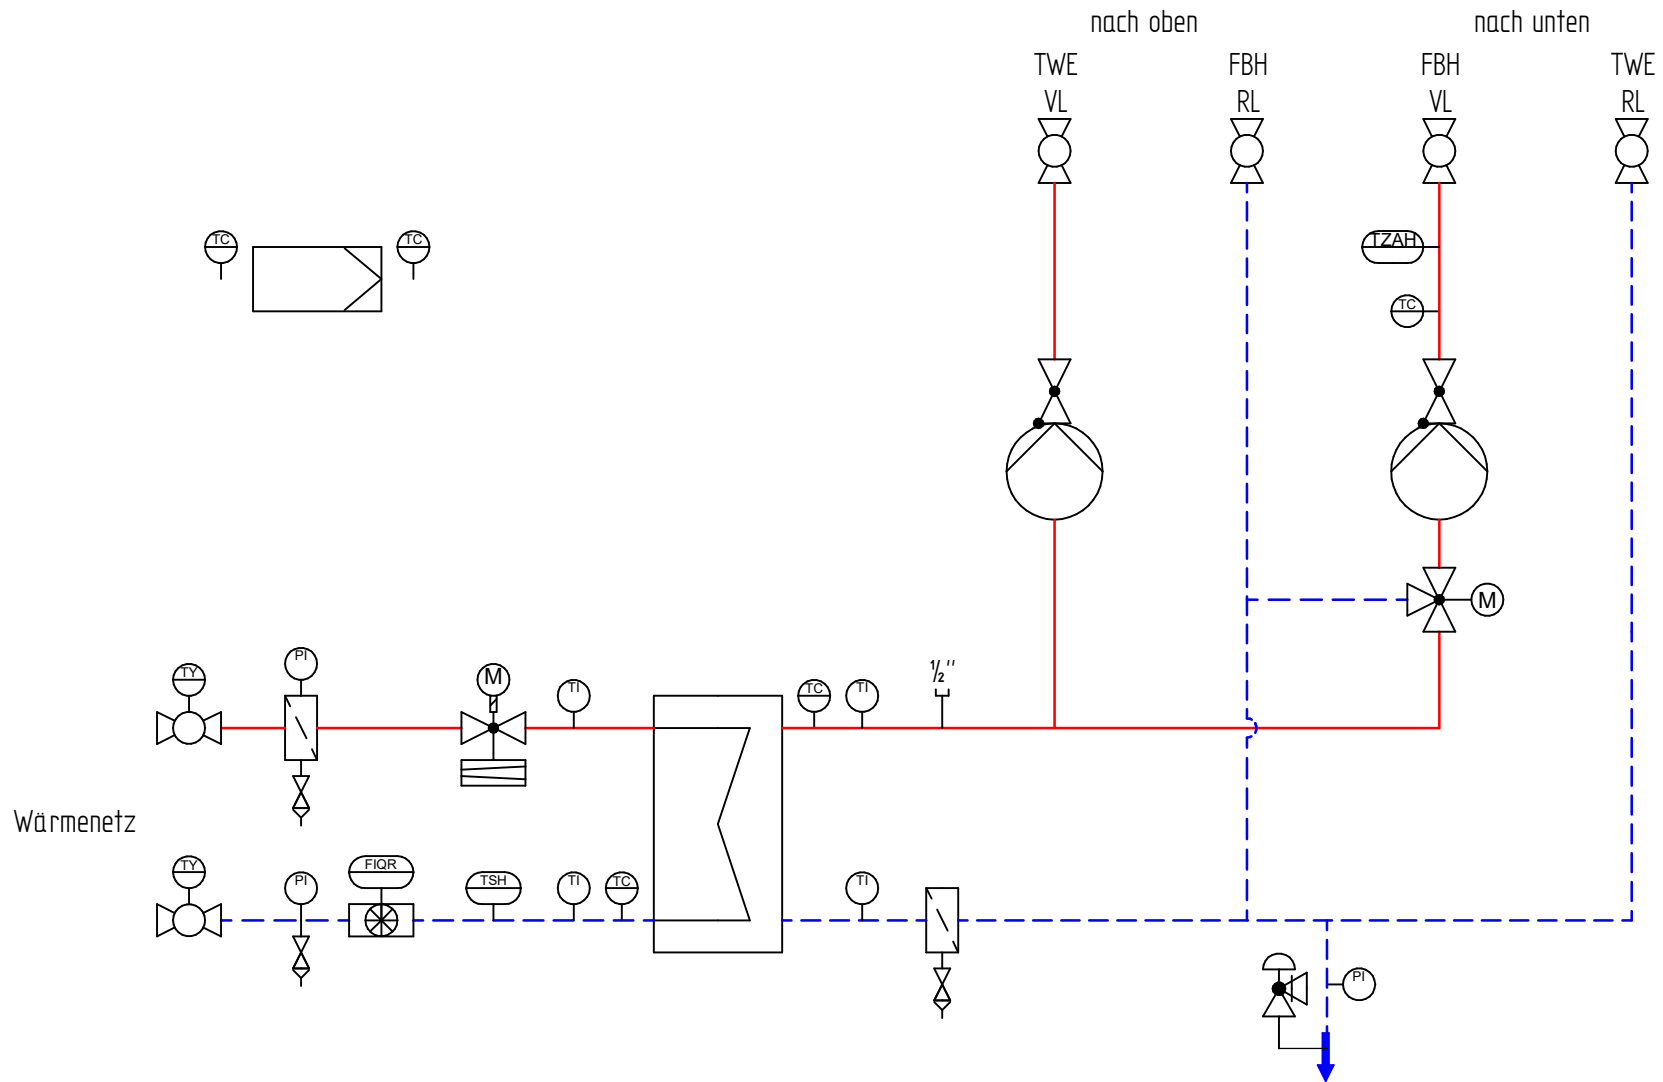 nach oben
nach unten
TWE
FBH
FBH
TWE
VL
RL
VL
RL
TC
TC
TZAH
TC
M
PI
TY
M
TI
TC
TI
½''
Wärmenetz
TY
PI
FIQR
TSH
TI
TC
TI
PI